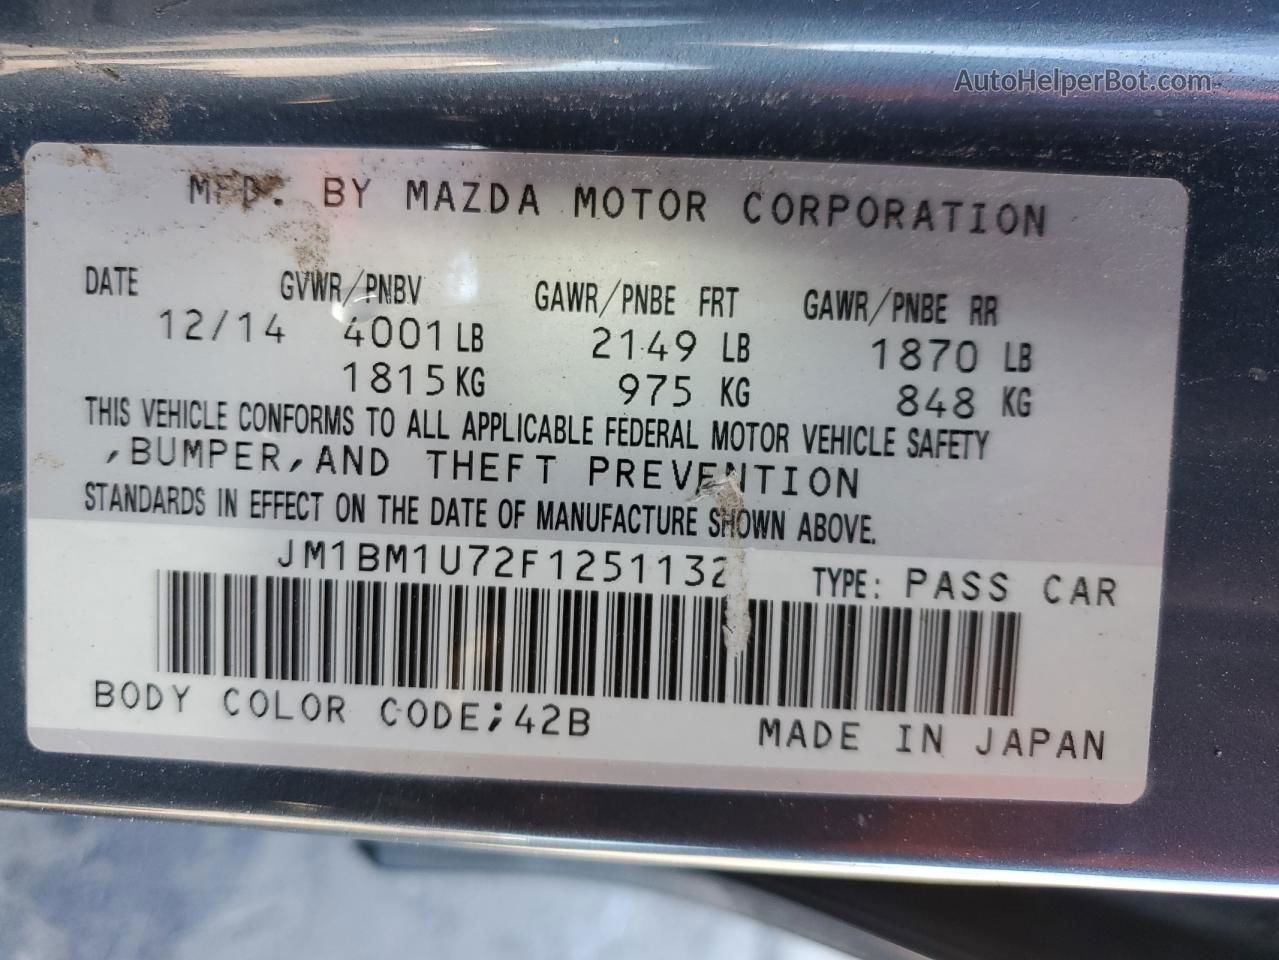 AutoHelperBot.com
MFD. BY MAZDA MOTOR CORPORATION
DATE GVWR/PNBV GAWR/PNBE FRT GAWR/PNBE RR
12/14 4001 LB 2149 LB 1870 LB
1815 KG 975 KG 848 KG
THIS VEHICLE CONFORMS TO ALL APPLICABLE FEDERAL MOTOR VEHICLE SAFETY
,BUMPER,AND THEFT PREVENTION
STANDARDS IN EFFECT ON THE DATE OF MANUFACTURE SHOWN ABOVE.
JM1BM1U72F1251132 TYPE: PASS CAR
BODY COLOR CODE;42B MADE IN JAPAN